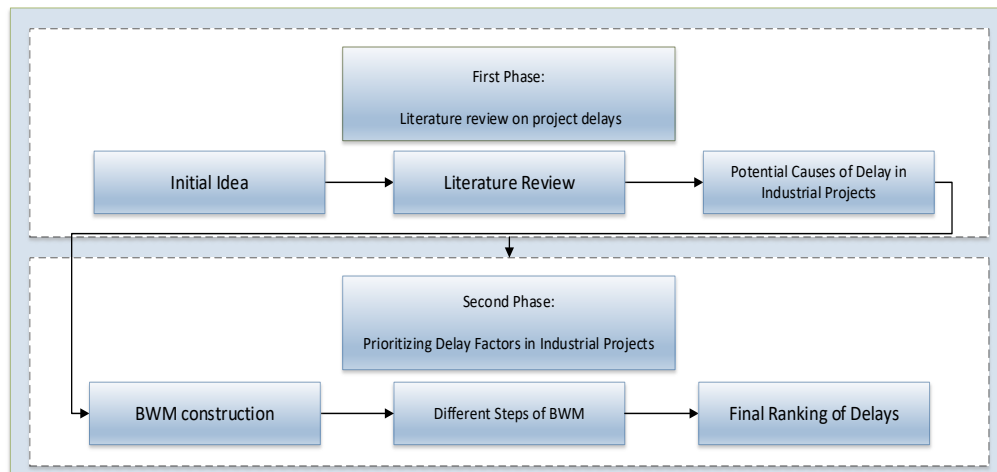 First Phase:
Literature review on project delays
Initial Idea
Literature Review
Potential Causes of Delay in
Industrial Projects
Second Phase:
Prioritizing Delay Factors in Industrial Projects
BWM construction
Different Steps of BWM
Final Ranking of Delays